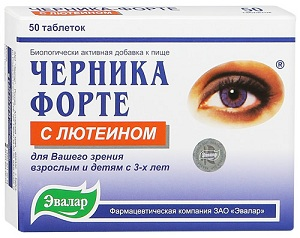 50 таблеток
50
Биологически активная добавка к пище
ЧЕРНИКА
ФОРТЕ
®
С ЛЮТЕИНОМ
для Вашего зрения
взрослым и детям с 3-х лет
Эвалар
Фармацевтическая компания ЗАО "Эвалар"